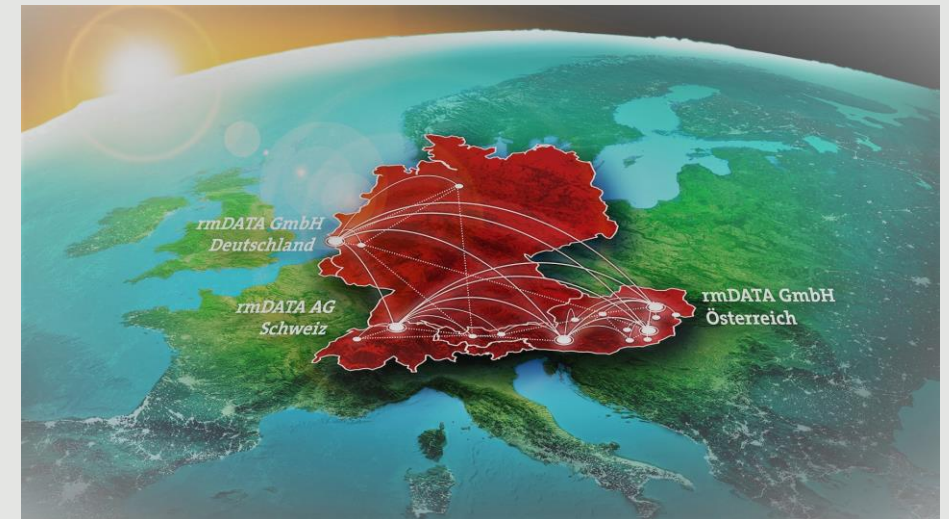 rmDATA GmbH
Deutschland
rmDATA AG
Schweiz
rmDATA GmbH
Österreich